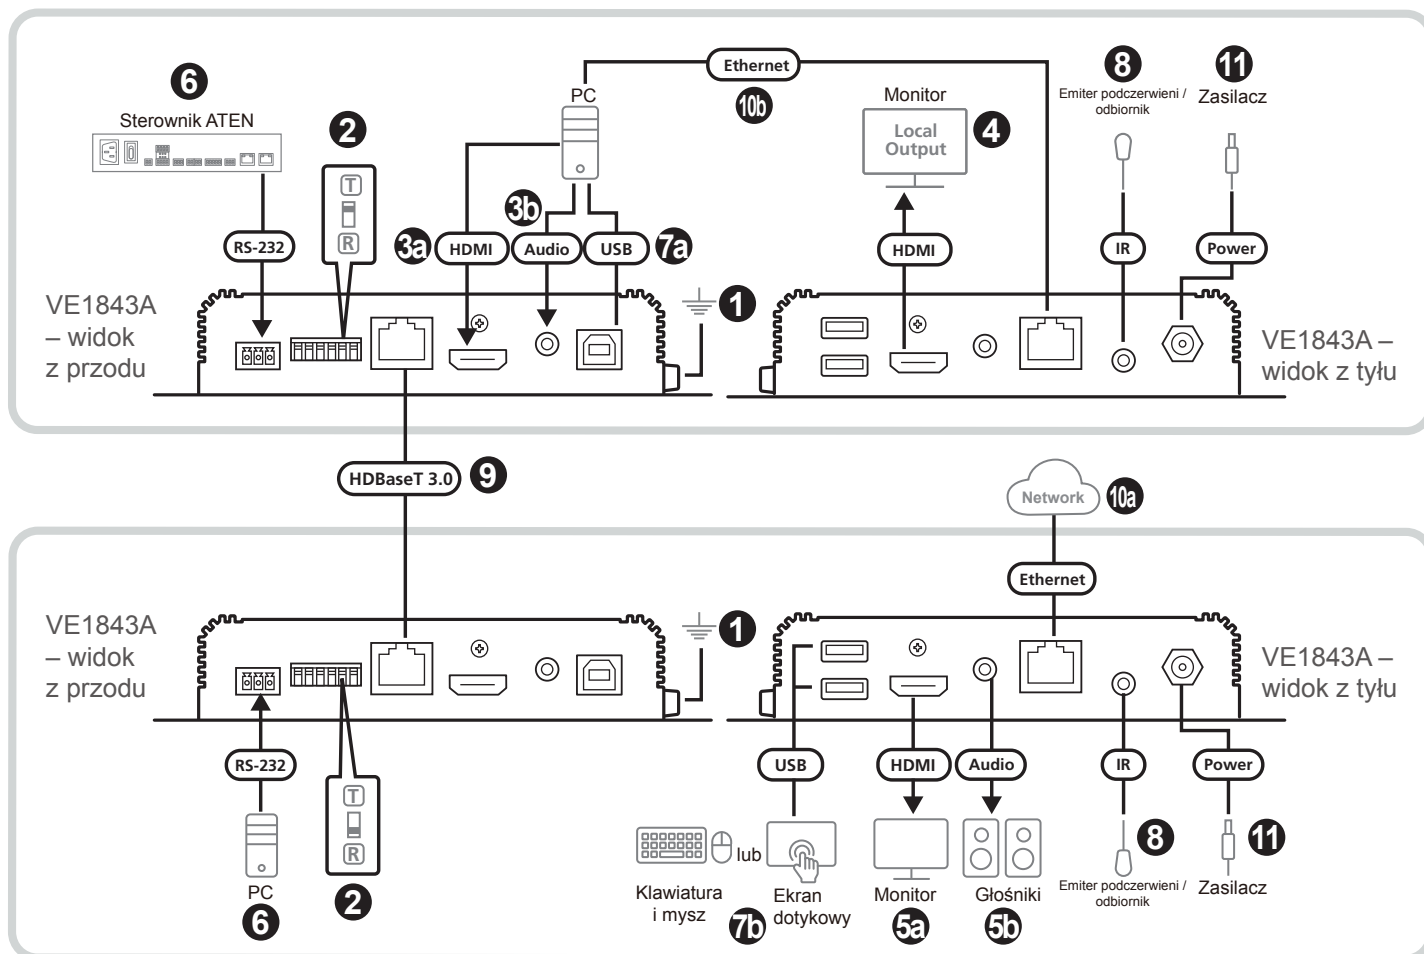 6
Sterownik ATEN
2
T
R
RS-232
PC
Ethernet
10b
3a
HDMI
3b
Audio
USB
7a
Monitor
Local
Output
4
HDMI
8
Emiter podczerwieni /
odbiornik
IR
11
Zasilacz
Power
VE1843A
– widok
z przodu
1
VE1843A –
widok z tyłu
HDBaseT 3.0
9
Network
10a
Ethernet
VE1843A
– widok
z przodu
1
VE1843A –
widok z tyłu
RS-232
PC
6
T
R
2
USB
Klawiatura
i mysz
lub
7b
Ekran
dotykowy
HDMI
Monitor
5a
Audio
Głośniki
5b
IR
8
Emiter podczerwieni /
odbiornik
Power
11
Zasilacz